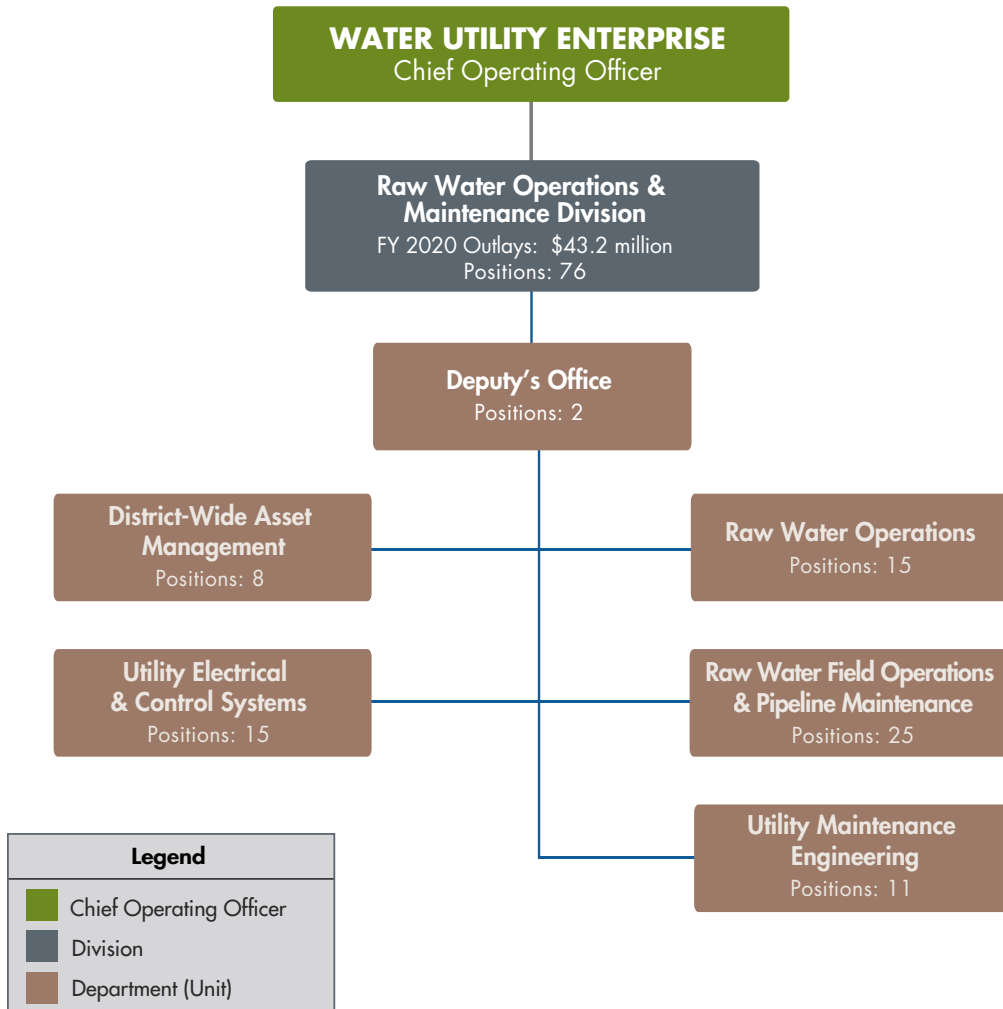 WATER UTILITY ENTERPRISE
Chief Operating Officer
Raw Water Operations &
Maintenance Division
FY 2020 Outlays: $43.2 million
Positions: 76
Deputy’s Office
Positions: 2
District-Wide Asset
Management
Positions: 8
Raw Water Operations
Positions: 15
Utility Electrical
& Control Systems
Positions: 15
Raw Water Field Operations
& Pipeline Maintenance
Positions: 25
Utility Maintenance
Engineering
Positions: 11
Legend
Chief Operating Officer
Division
Department (Unit)